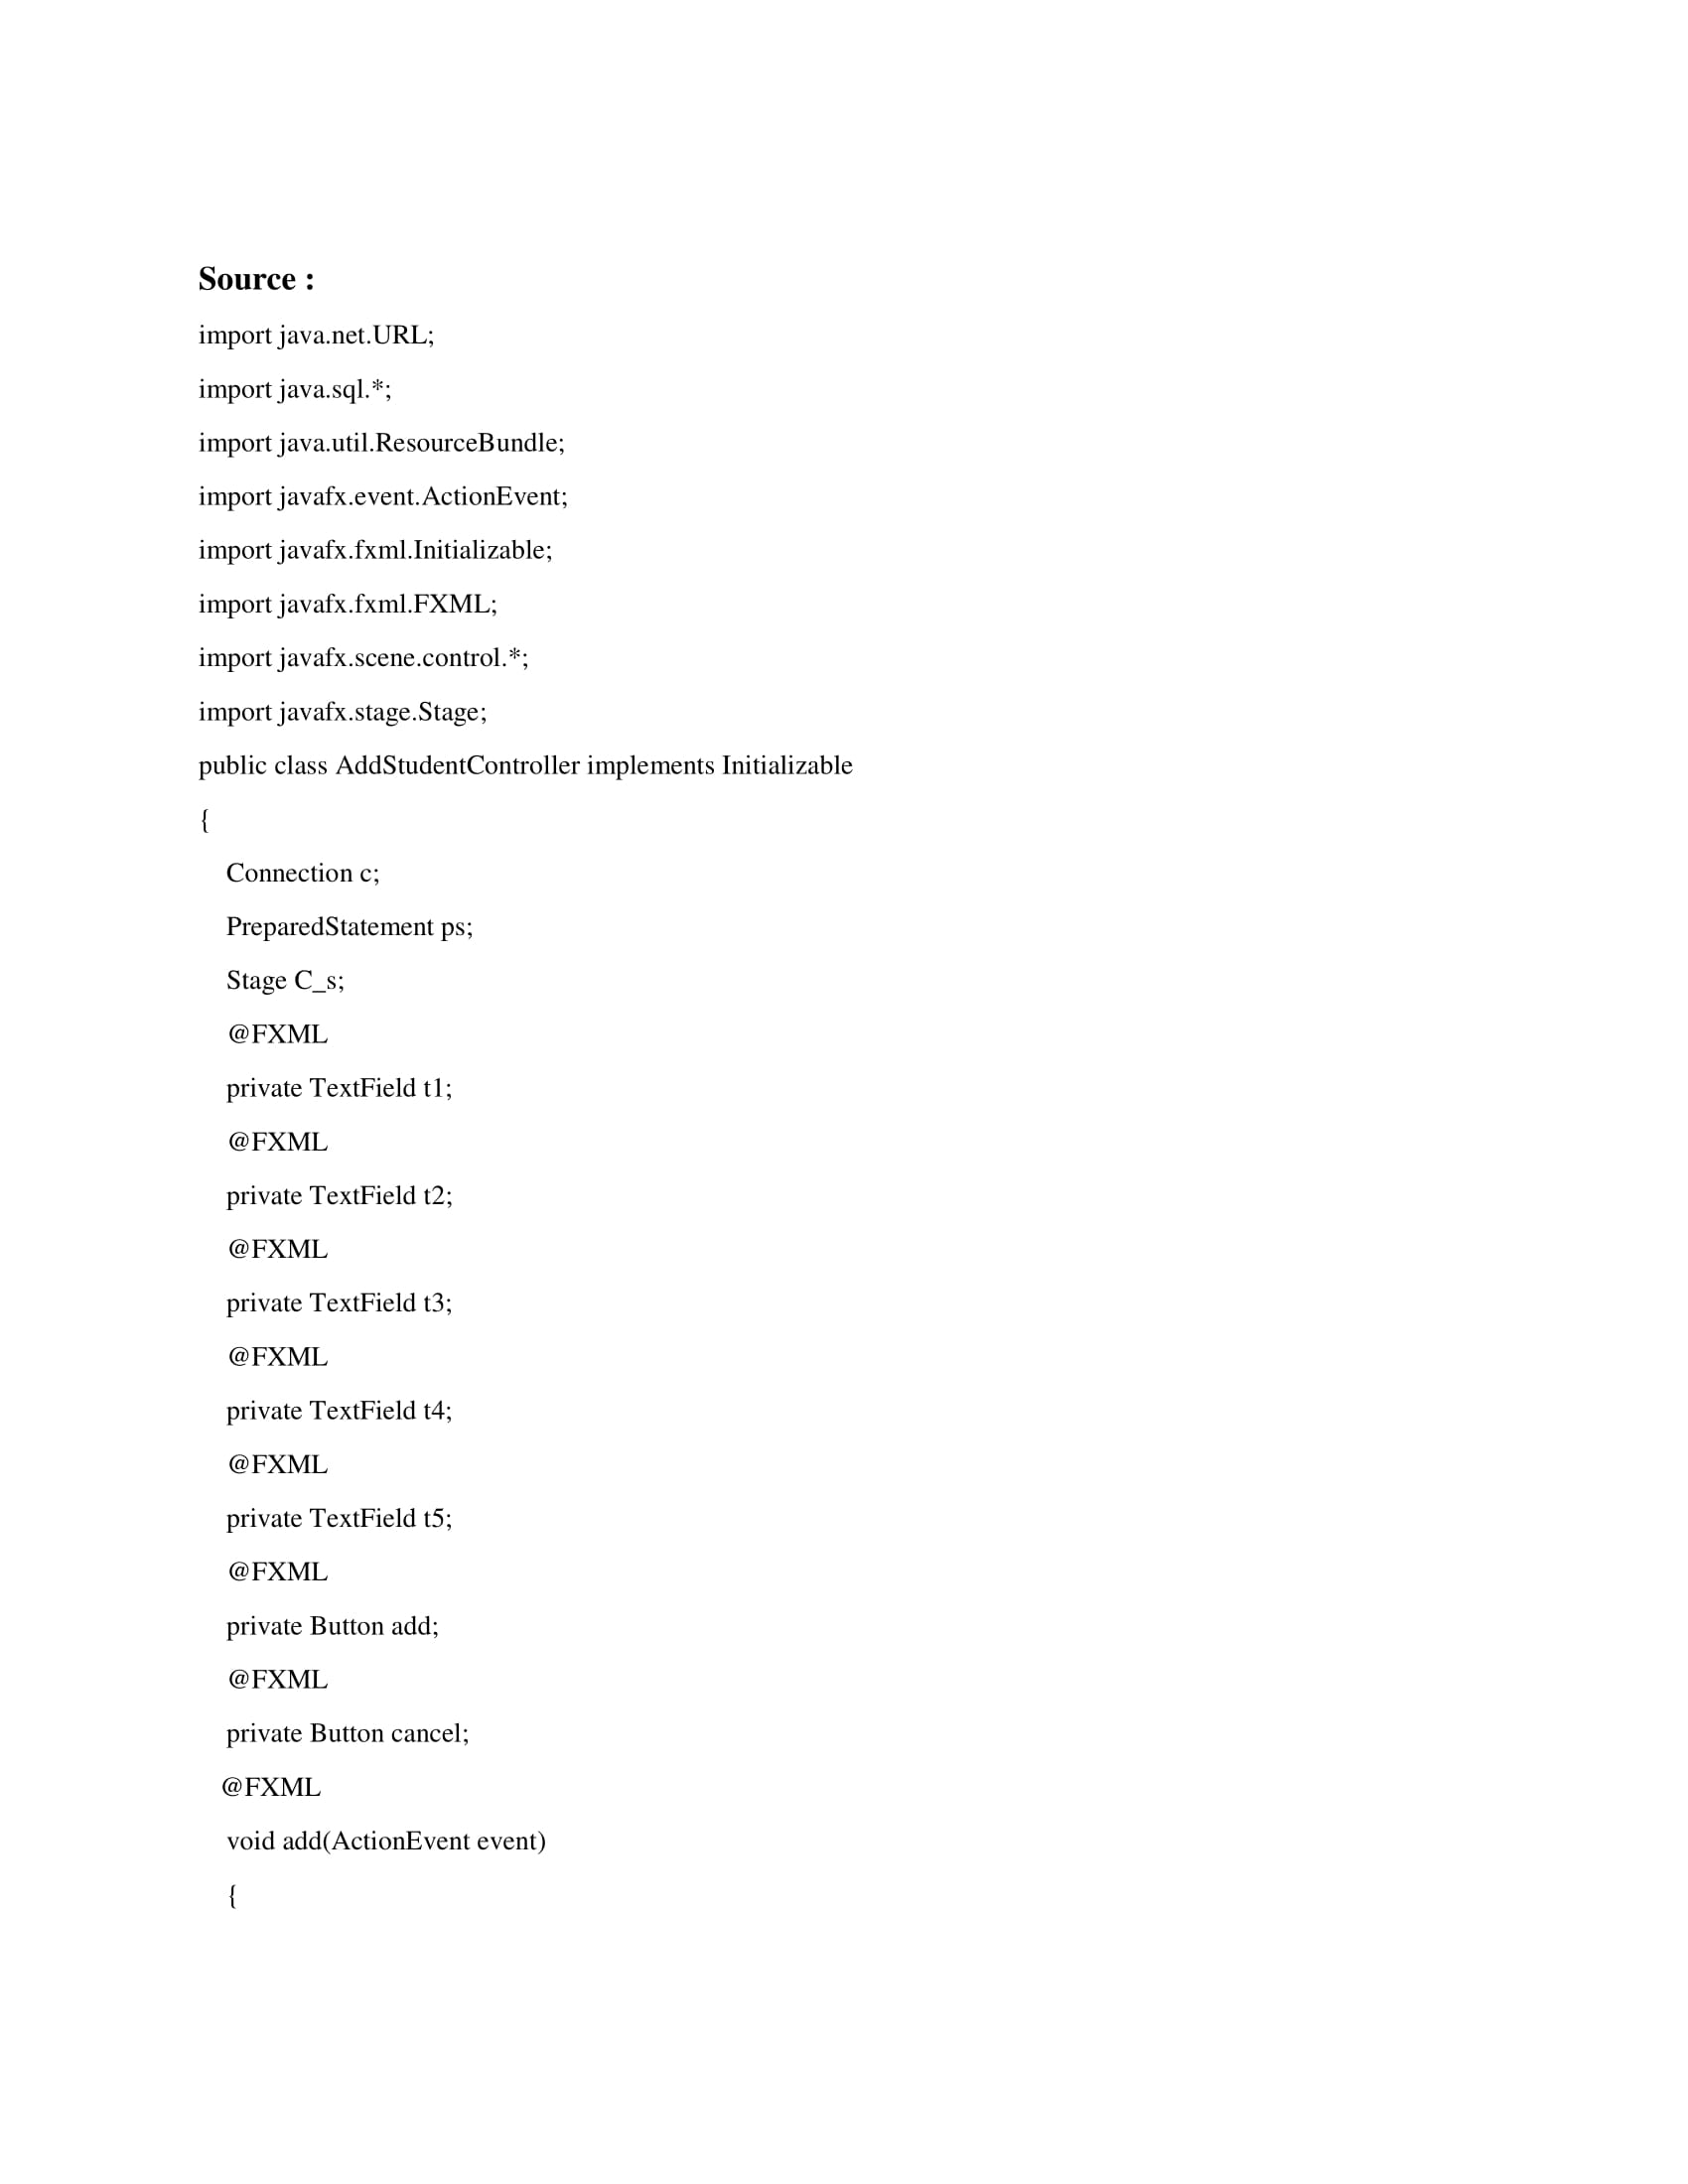 Source :
import java.net.URL;
import java.sql.*;
import java.util.ResourceBundle;
import javafx.event.ActionEvent;
import javafx.fxml.Initializable;
import javafx.fxml.FXML;
import javafx.scene.control.*;
import javafx.stage.Stage;
public class AddStudentController implements Initializable
{
    Connection c;
    PreparedStatement ps;
    Stage C_s;
    @FXML
    private TextField t1;
    @FXML
    private TextField t2;
    @FXML
    private TextField t3;
    @FXML
    private TextField t4;
    @FXML
    private TextField t5;
    @FXML
    private Button add;
    @FXML
    private Button cancel;
   @FXML
    void add(ActionEvent event)
    {